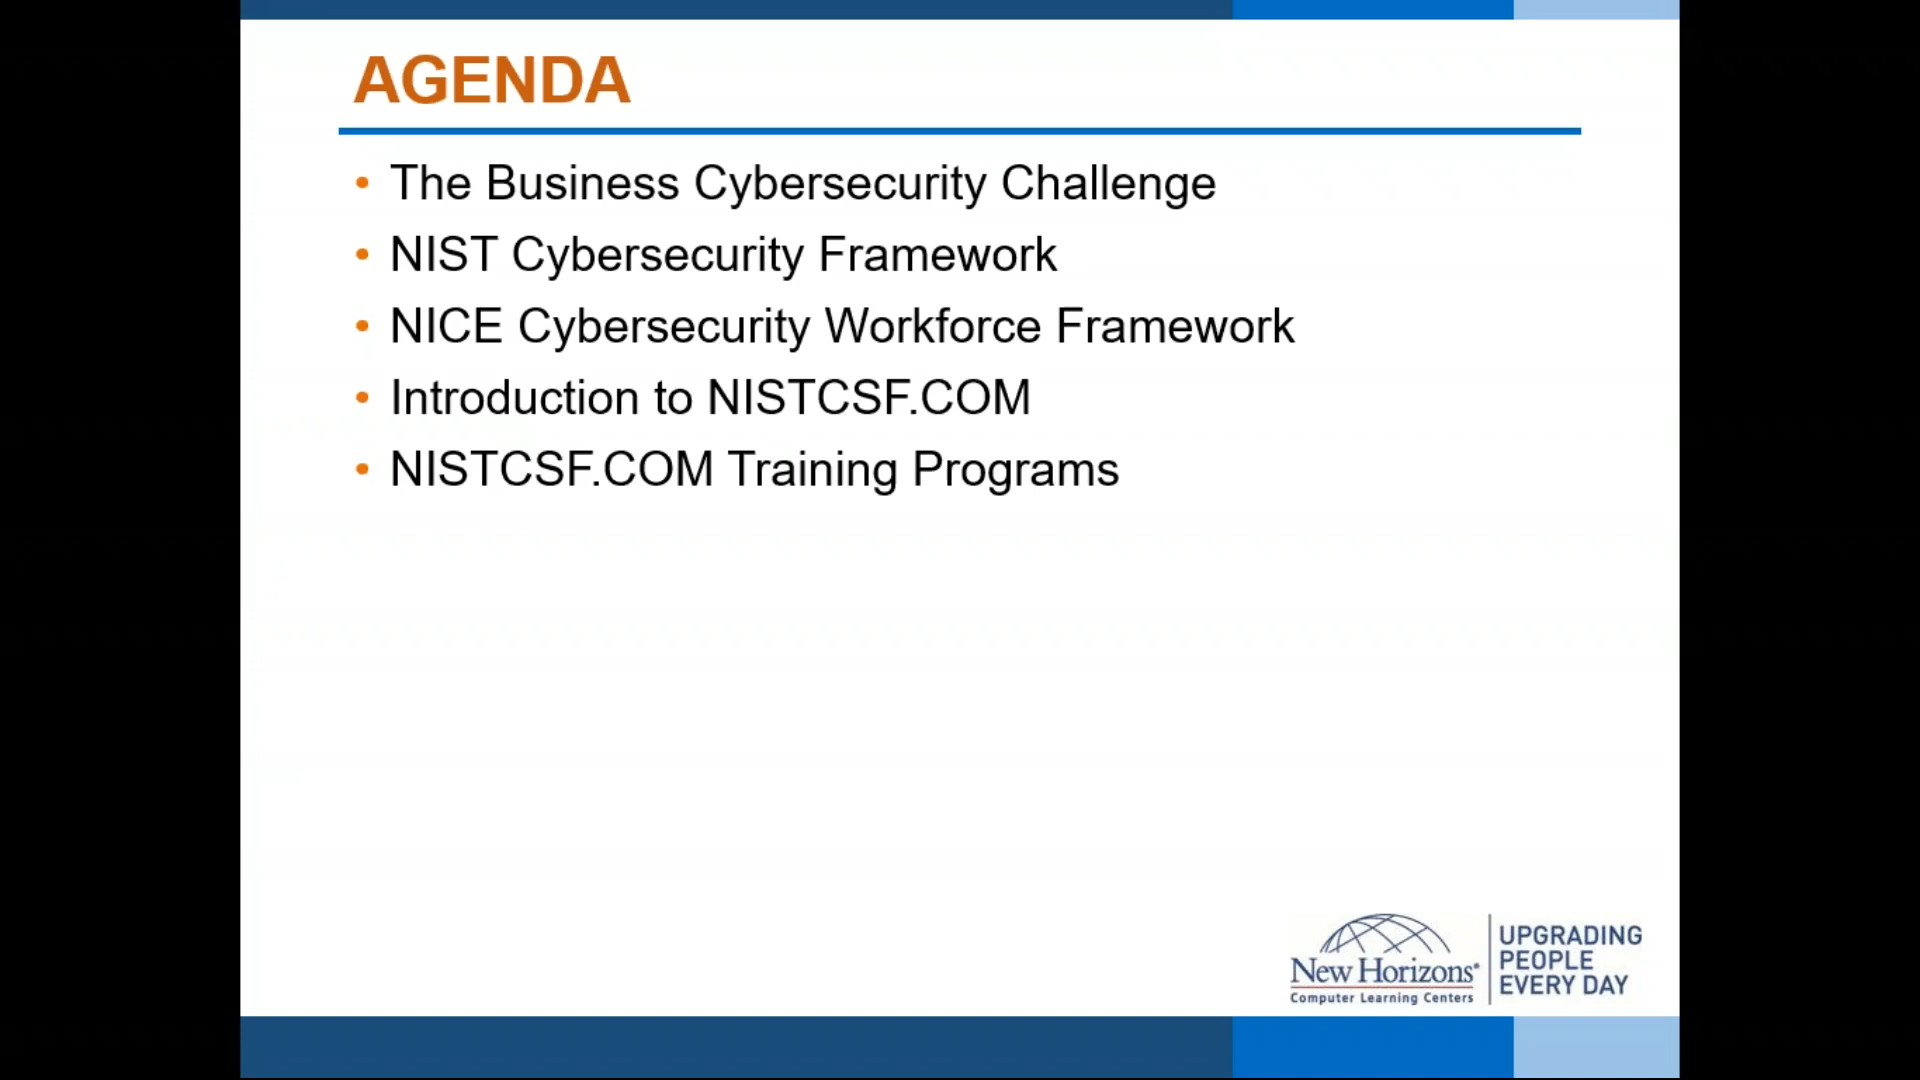 AGENDA
• The Business Cybersecurity Challenge
• NIST Cybersecurity Framework
• NICE Cybersecurity Workforce Framework
• Introduction to NISTCSF.COM
• NISTCSF.COM Training Programs
New Horizons®
Computer Learning Centers
UPGRADING
PEOPLE
EVERY DAY